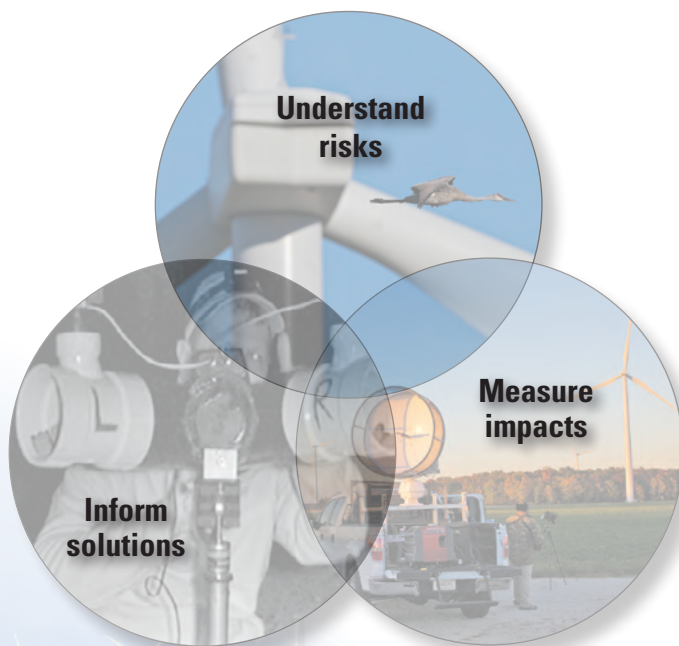 Understand
risks
Measure
impacts
Inform
solutions